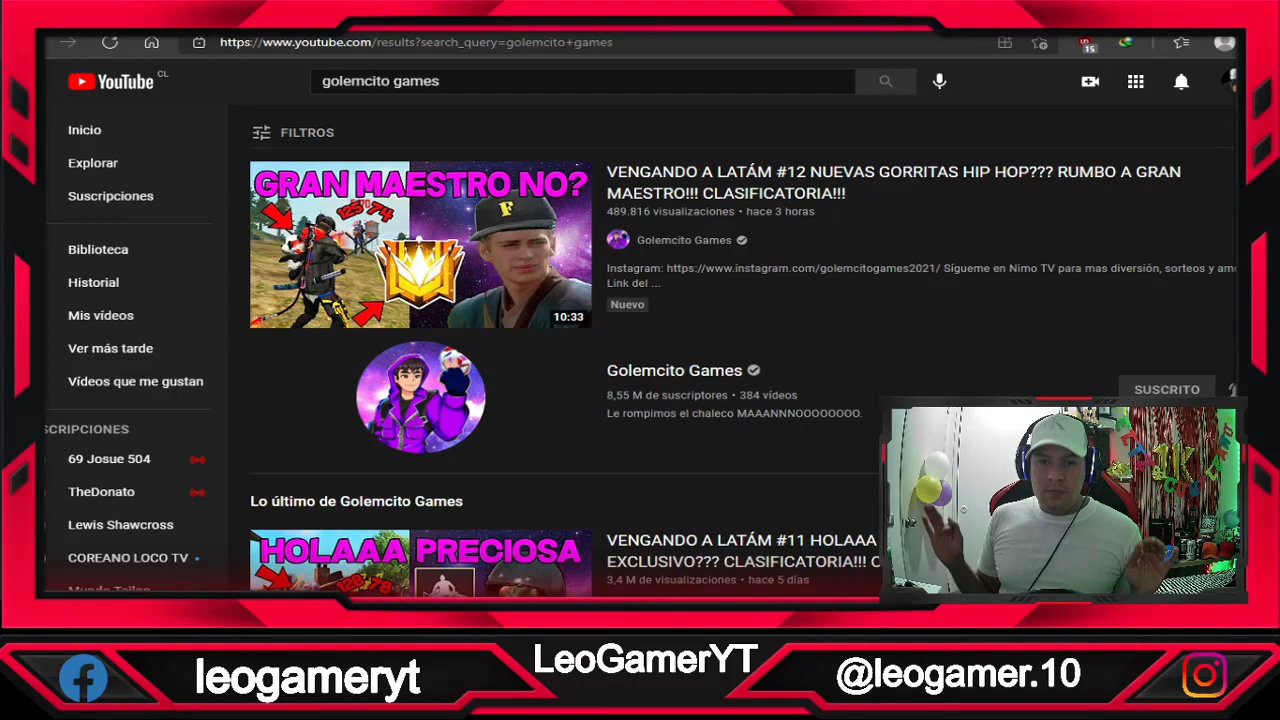 https://www.youtube.com/results?search_query=golemcito+games
15
YouTube CL
golemcito games
Inicio
Explorar
Suscripciones
Biblioteca
Historial
Mis vídeos
Ver más tarde
Vídeos que me gustan
SCRIPCIONES
69 Josue 504
TheDonato
Lewis Shawcross
COREANO LOCO TV
FILTROS
GRAN MAESTRO NO?
F
10:33
VENGANDO A LATÁM #12 NUEVAS GORRITAS HIP HOP??? RUMBO A GRAN
MAESTRO!!! CLASIFICATORIA!!!
489.816 visualizaciones • hace 3 horas
Golemcito Games
Instagram: https://www.instagram.com/golemcitogames2021/ Sígueme en Nimo TV para mas diversión, sorteos y amo
Link del ...
Nuevo
Golemcito Games
8,55 M de suscriptores • 384 vídeos
Le rompimos el chaleco MAAANNNOOOOOOOO.
SUSCRITO
Lo último de Golemcito Games
HOLAAA PRECIOSA
VENGANDO A LATÁM #11 HOLAAA
EXCLUSIVO??? CLASIFICATORIA!!! C
3,4 M de visualizaciones • hace 5 días
1K
leogameryt
LeoGamerYT
@leogamer.10